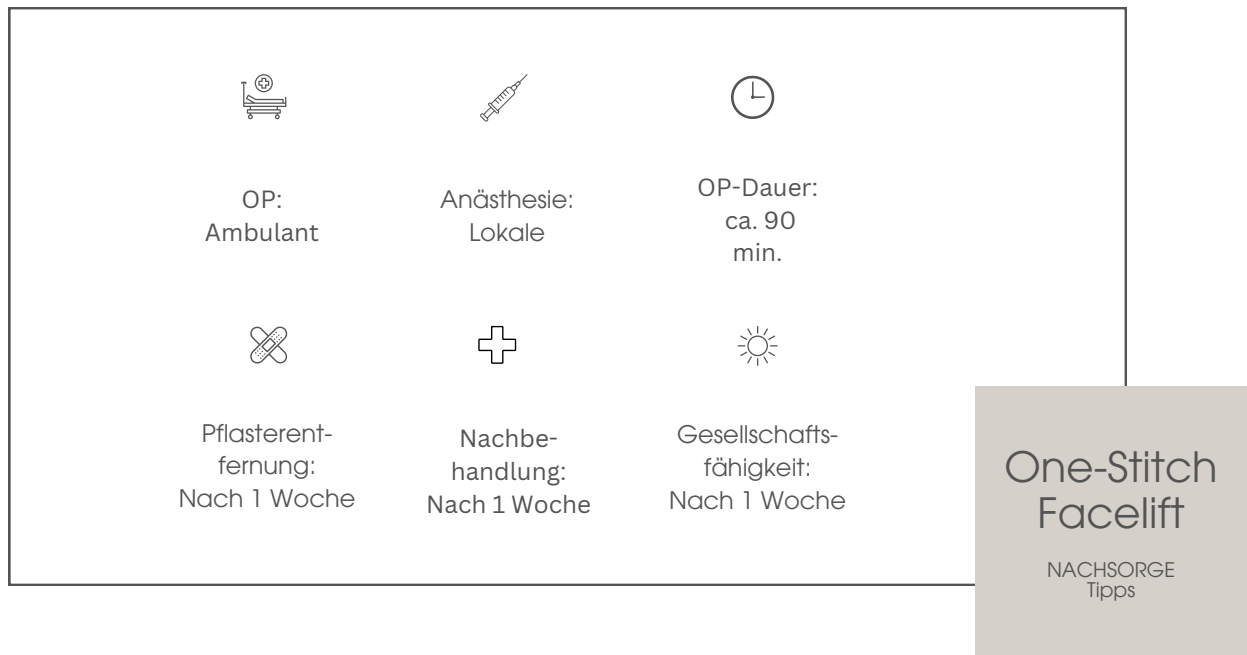 OP:
Ambulant
Anästhesie:
Lokale
OP-Dauer:
ca. 90
min.
Pflasterent-
fernung:
Nach 1 Woche
Nachbe-
handlung:
Nach 1 Woche
Gesellschafts-
fähigkeit:
Nach 1 Woche
One-Stitch
Facelift
NACHSORGE
Tipps